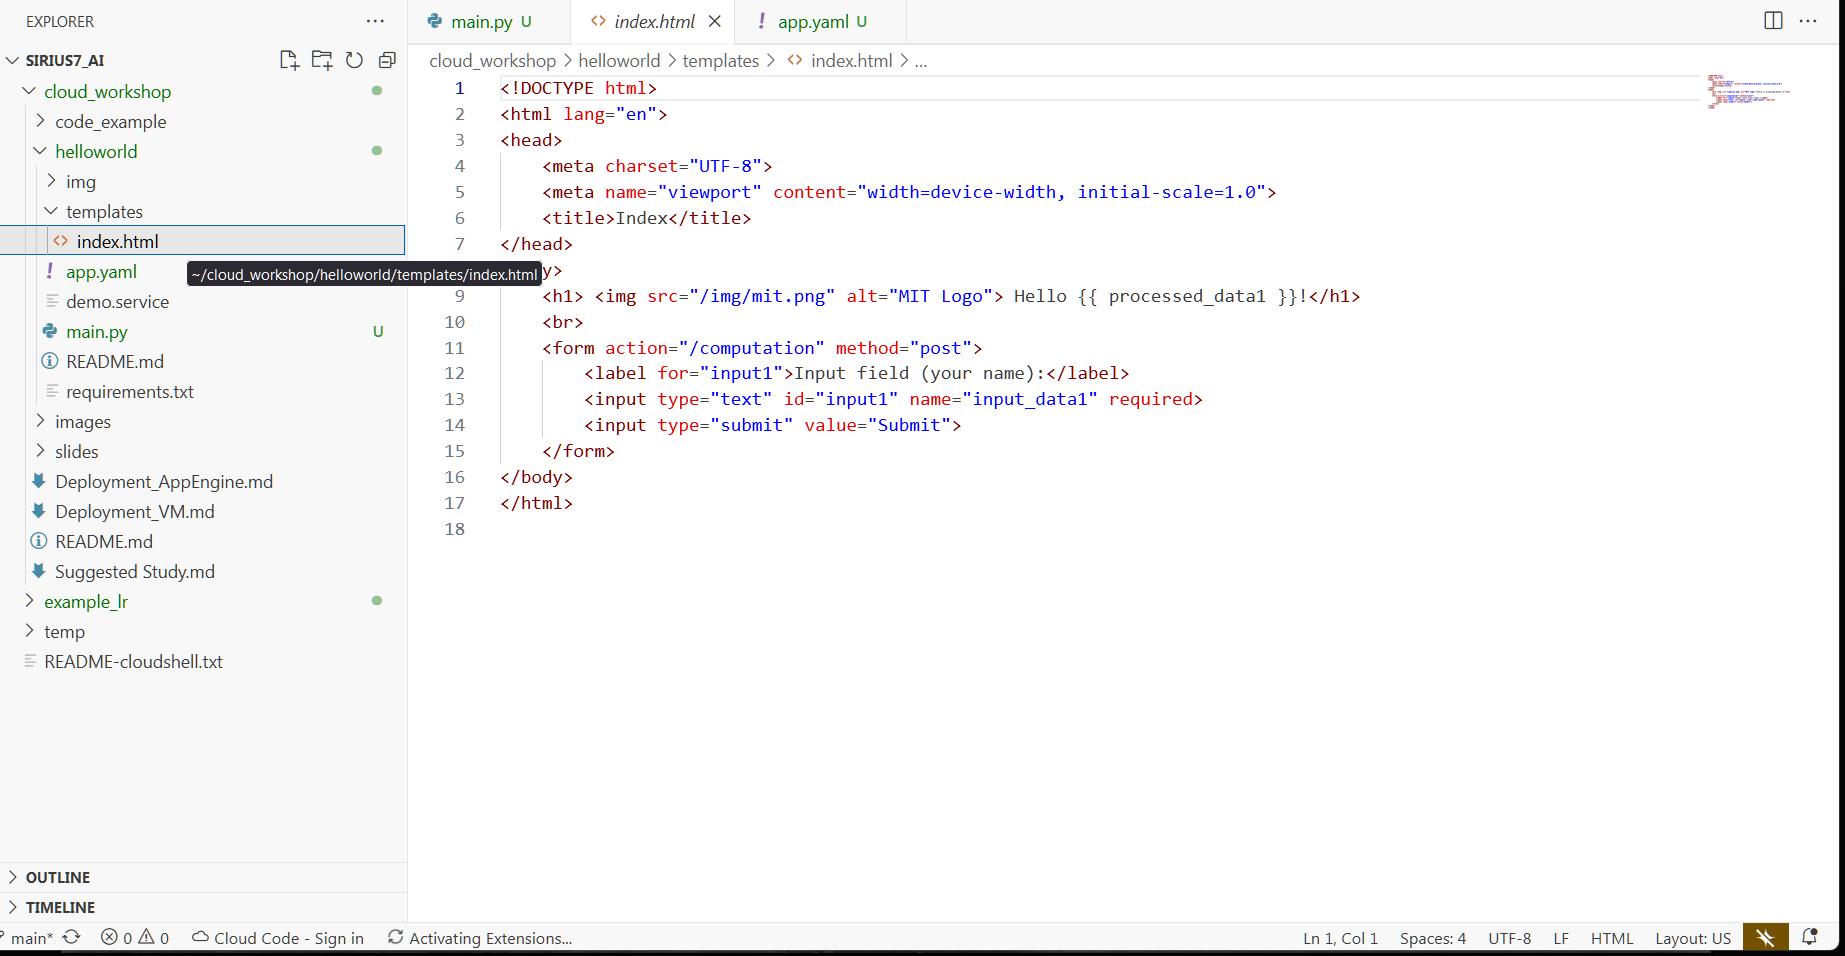 EXPLORER
SIRIUS7_AI
cloud_workshop
code_example
helloworld
img
templates
index.html
app.yaml
demo.service
main.py U
README.md
requirements.txt
images
slides
Deployment_AppEngine.md
Deployment_VM.md
README.md
Suggested Study.md
example_lr
temp
README-cloudshell.txt
OUTLINE
TIMELINE
~/cloud_workshop/helloworld/templates/index.html
main.py U
index.html
app.yaml U
cloud_workshop > helloworld > templates > index.html > ...
1 <!DOCTYPE html>
2 <html lang="en">
3 <head>
4 <meta charset="UTF-8">
5 <meta name="viewport" content="width=device-width, initial-scale=1.0">
6 <title>Index</title>
7 </head>
y>
9 <h1> <img src="/img/mit.png" alt="MIT Logo"> Hello {{ processed_data1 }}!</h1>
10 <br>
11 <form action="/computation" method="post">
12 <label for="input1">Input field (your name):</label>
13 <input type="text" id="input1" name="input_data1" required>
14 <input type="submit" value="Submit">
15 </form>
16 </body>
17 </html>
18
main* 0 0 Cloud Code - Sign in Activating Extensions... Ln 1, Col 1 Spaces: 4 UTF-8 LF HTML Layout: US